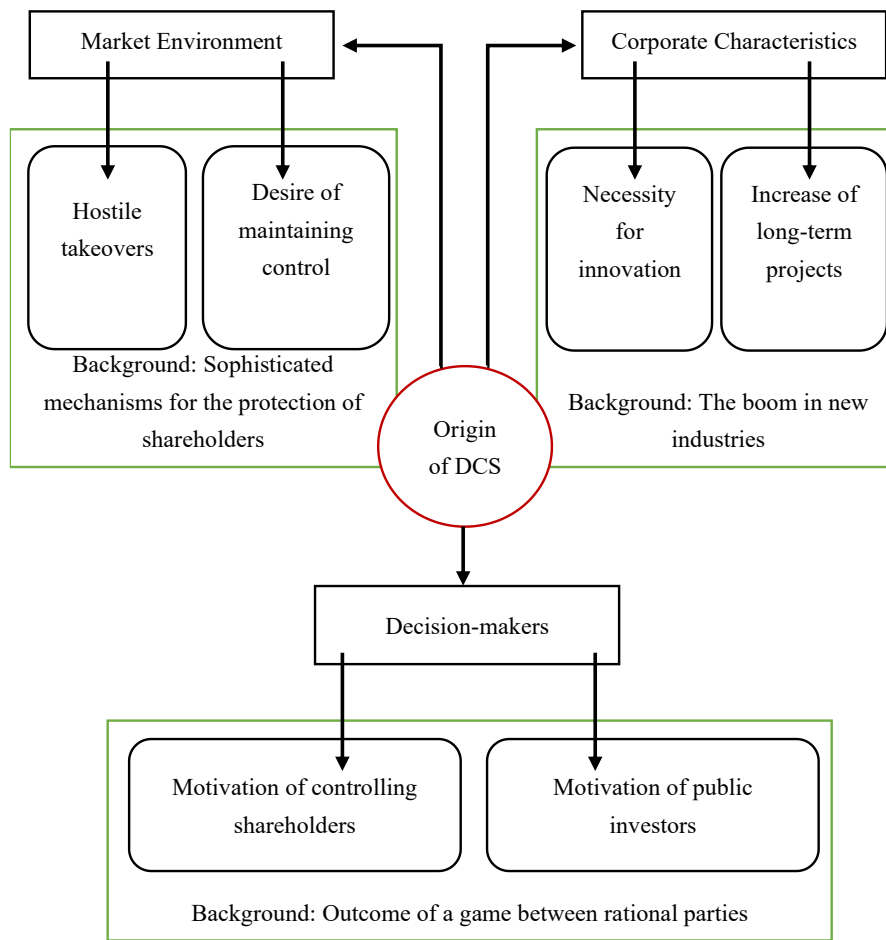 Market Environment
Corporate Characteristics
Hostile
takeovers
Desire of
maintaining
control
Background: Sophisticated
mechanisms for the protection of
shareholders
Necessity
for
innovation
Increase of
long-term
projects
Background: The boom in new
industries
Origin
of DCS
Decision-makers
Motivation of controlling
shareholders
Motivation of public
investors
Background: Outcome of a game between rational parties